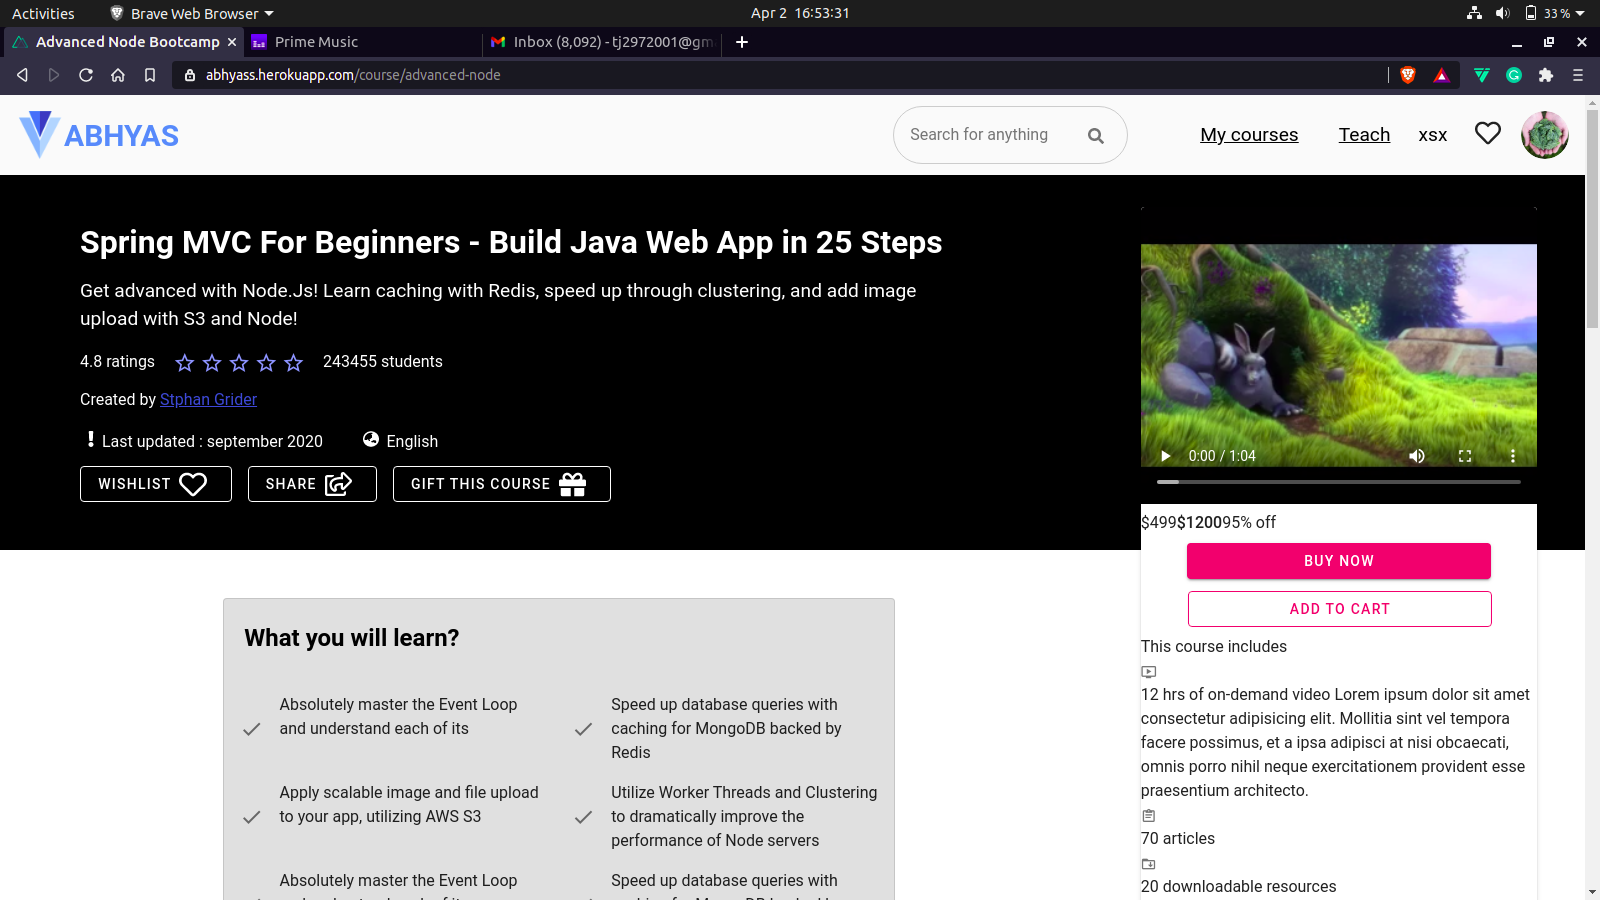 Activities
Brave Web Browser
Apr 2 16:53:31
33 %
Advanced Node Bootcamp
Prime Music
Inbox (8,092) - tj2972001@gm
abhyass.herokuapp.com/course/advanced-node
ABHYAS
Search for anything
My courses
Teach
xsx
Spring MVC For Beginners - Build Java Web App in 25 Steps
Get advanced with Node.Js! Learn caching with Redis, speed up through clustering, and add image
upload with S3 and Node!
4.8 ratings
243455 students
Created by Stphan Grider
Last updated : september 2020
English
WISHLIST
SHARE
GIFT THIS COURSE
0:00 / 1:04
$499$120095% off
BUY NOW
ADD TO CART
This course includes
12 hrs of on-demand video Lorem ipsum dolor sit amet
consectetur adipisicing elit. Mollitia sint vel tempora
facere possimus, et a ipsa adipisci at nisi obcaecati,
omnis porro nihil neque exercitationem provident esse
praesentium architecto.
70 articles
20 downloadable resources
What you will learn?
Absolutely master the Event Loop
and understand each of its
Speed up database queries with
caching for MongoDB backed by
Redis
Apply scalable image and file upload
to your app, utilizing AWS S3
Utilize Worker Threads and Clustering
to dramatically improve the
performance of Node servers
Absolutely master the Event Loop
Speed up database queries with